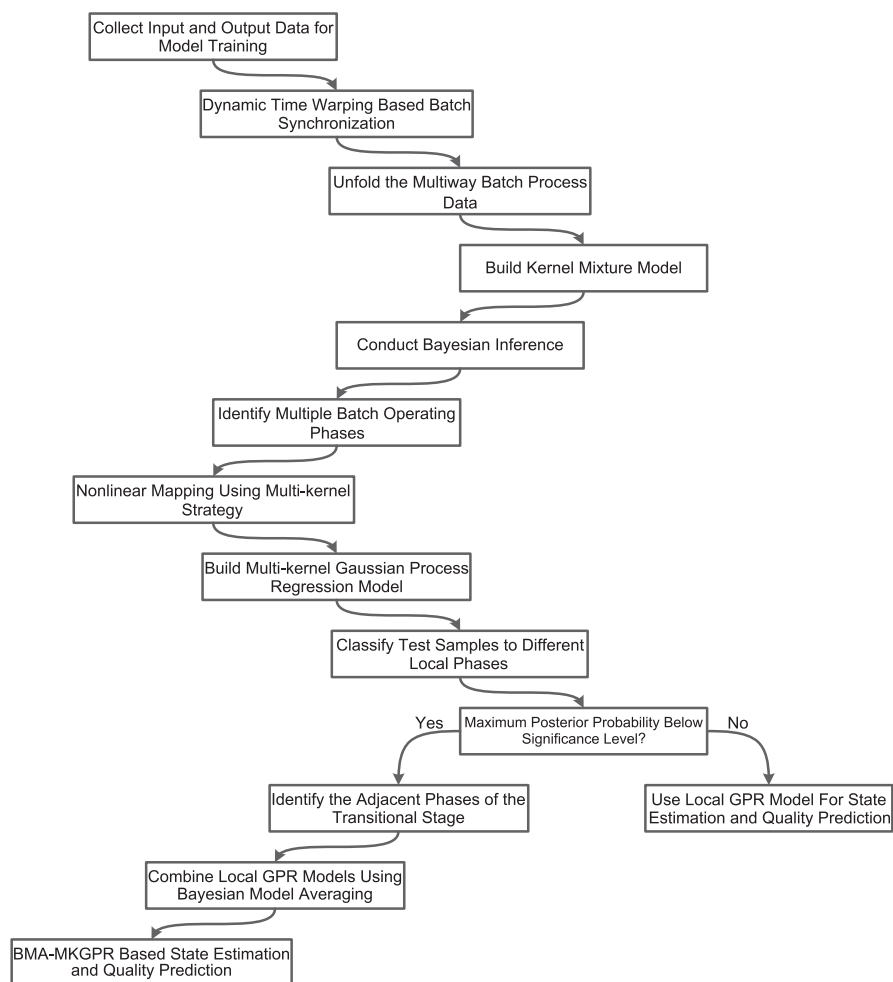 Collect Input and Output Data for
Model Training
Dynamic Time Warping Based Batch
Synchronization
Unfold the Multiway Batch Process
Data
Build Kernel Mixture Model
Conduct Bayesian Inference
Identify Multiple Batch Operating
Phases
Nonlinear Mapping Using Multi-kernel
Strategy
Build Multi-kernel Gaussian Process
Regression Model
Classify Test Samples to Different
Local Phases
Yes
Maximum Posterior Probability Below
Significance Level?
No
Identify the Adjacent Phases of the
Transitional Stage
Use Local GPR Model For State
Estimation and Quality Prediction
Combine Local GPR Models Using
Bayesian Model Averaging
BMA-MKGPR Based State Estimation
and Quality Prediction